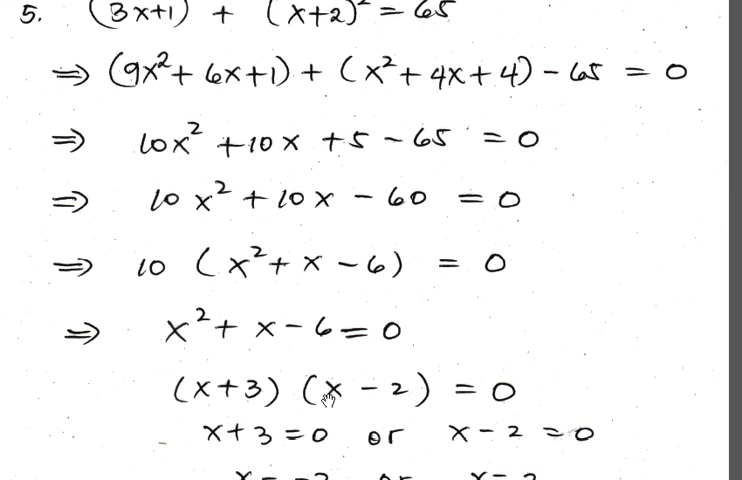 5. (3x+1) + (x+2)² = 65
⇒ (9x²+ 6x+1) + (x²+ 4x+4) - 65 = 0
⇒ 10x² +10x +5 - 65 = 0
⇒ 10x² + 10x - 60 = 0
⇒ 10 (x²+ x - 6) = 0
⇒ x² + x - 6 = 0
(x+3) (x - 2) = 0
x+3 = 0 or x - 2 = 0